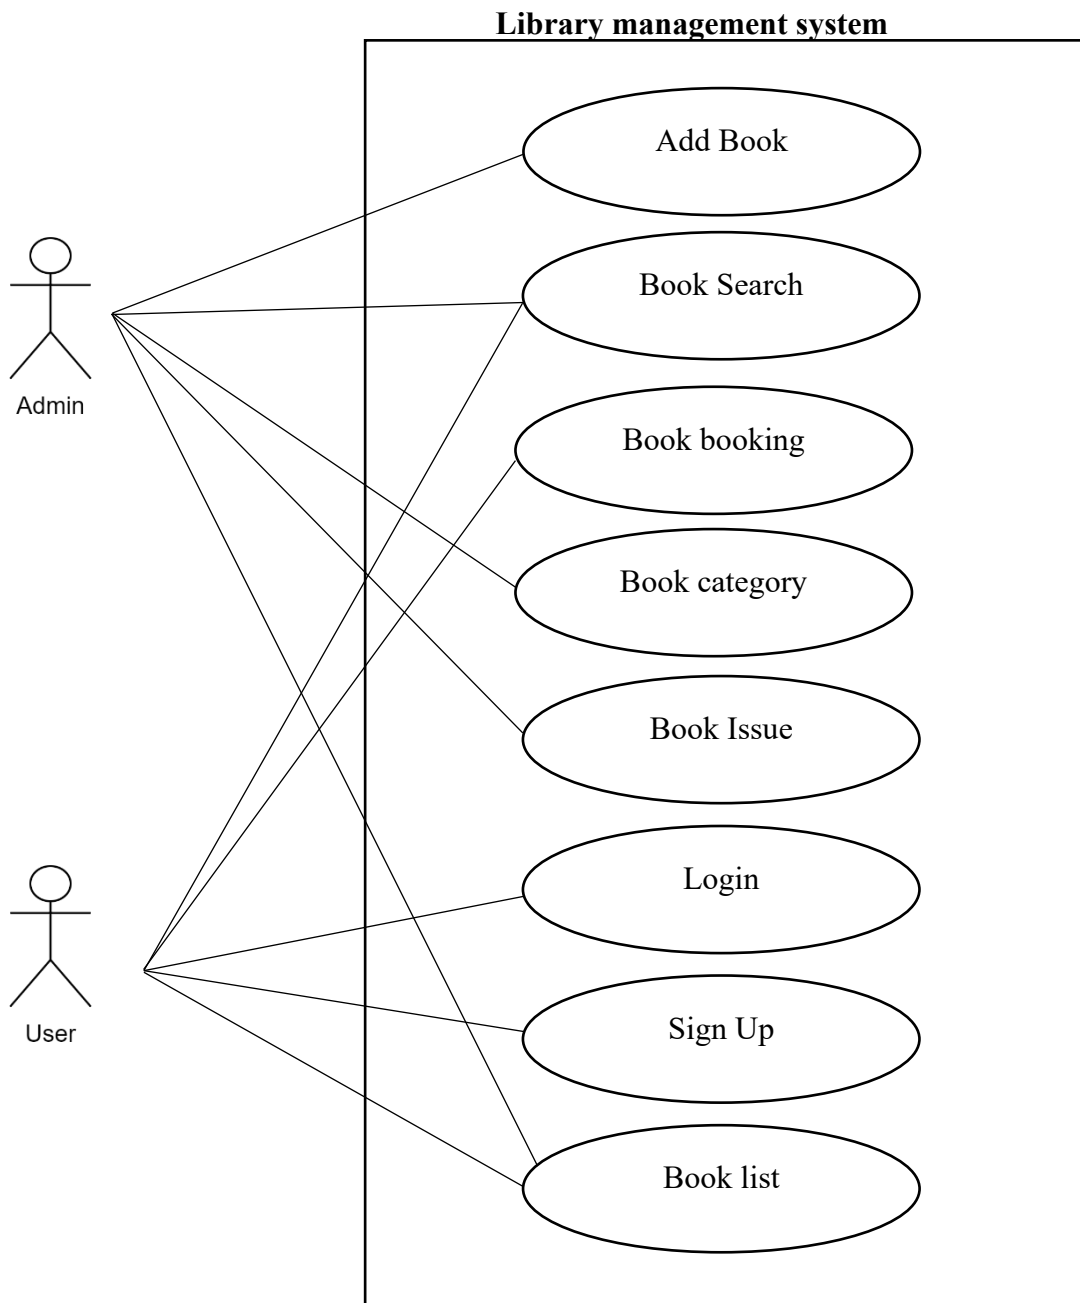 Library management system
Add Book
Book Search
Admin
Book booking
Book category
Book Issue
Login
User
Sign Up
Book list